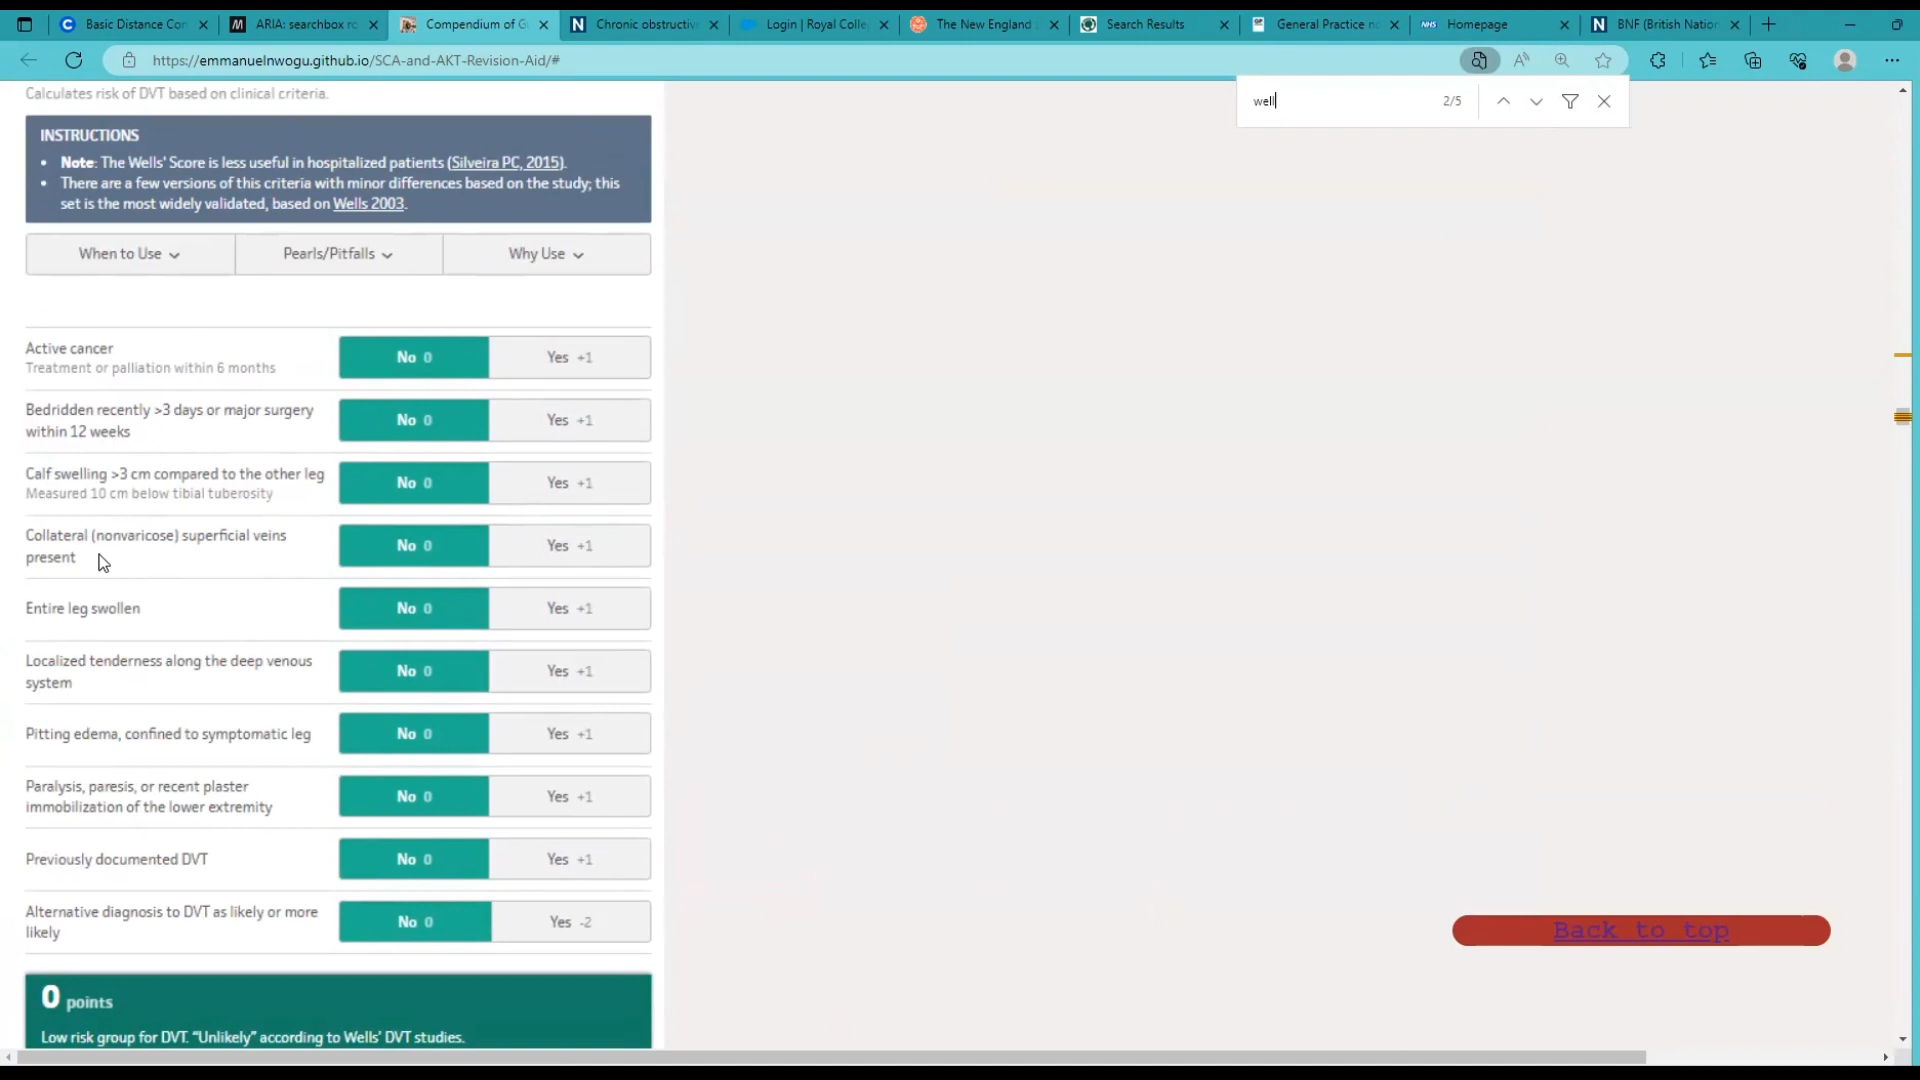 Basic Distance Con
ARIA: searchbox ro
Compendium of G
Chronic obstructiv
Login | Royal Colle
The New England
Search Results
General Practice n
NHS
Homepage
BNF (British Nation
https://emmanuelnwogu.github.io/SCA-and-AKT-Revision-Aid/#
well
2/5
Calculates risk of DVT based on clinical criteria.
INSTRUCTIONS
• Note: The Wells' Score is less useful in hospitalized patients (Silveira PC, 2015).
• There are a few versions of this criteria with minor differences based on the study; this
set is the most widely validated, based on Wells 2003.
When to Use
Pearls/Pitfalls
Why Use
Active cancer
Treatment or palliation within 6 months
No 0
Yes +1
Bedridden recently >3 days or major surgery
within 12 weeks
No 0
Yes +1
Calf swelling >3 cm compared to the other leg
Measured 10 cm below tibial tuberosity
No 0
Yes +1
Collateral (nonvaricose) superficial veins
present
No 0
Yes +1
Entire leg swollen
No 0
Yes +1
Localized tenderness along the deep venous
system
No 0
Yes +1
Pitting edema, confined to symptomatic leg
No 0
Yes +1
Paralysis, paresis, or recent plaster
immobilization of the lower extremity
No 0
Yes +1
Previously documented DVT
No 0
Yes +1
Alternative diagnosis to DVT as likely or more
likely
No 0
Yes -2
Back to top
0 points
Low risk group for DVT. “Unlikely” according to Wells' DVT studies.